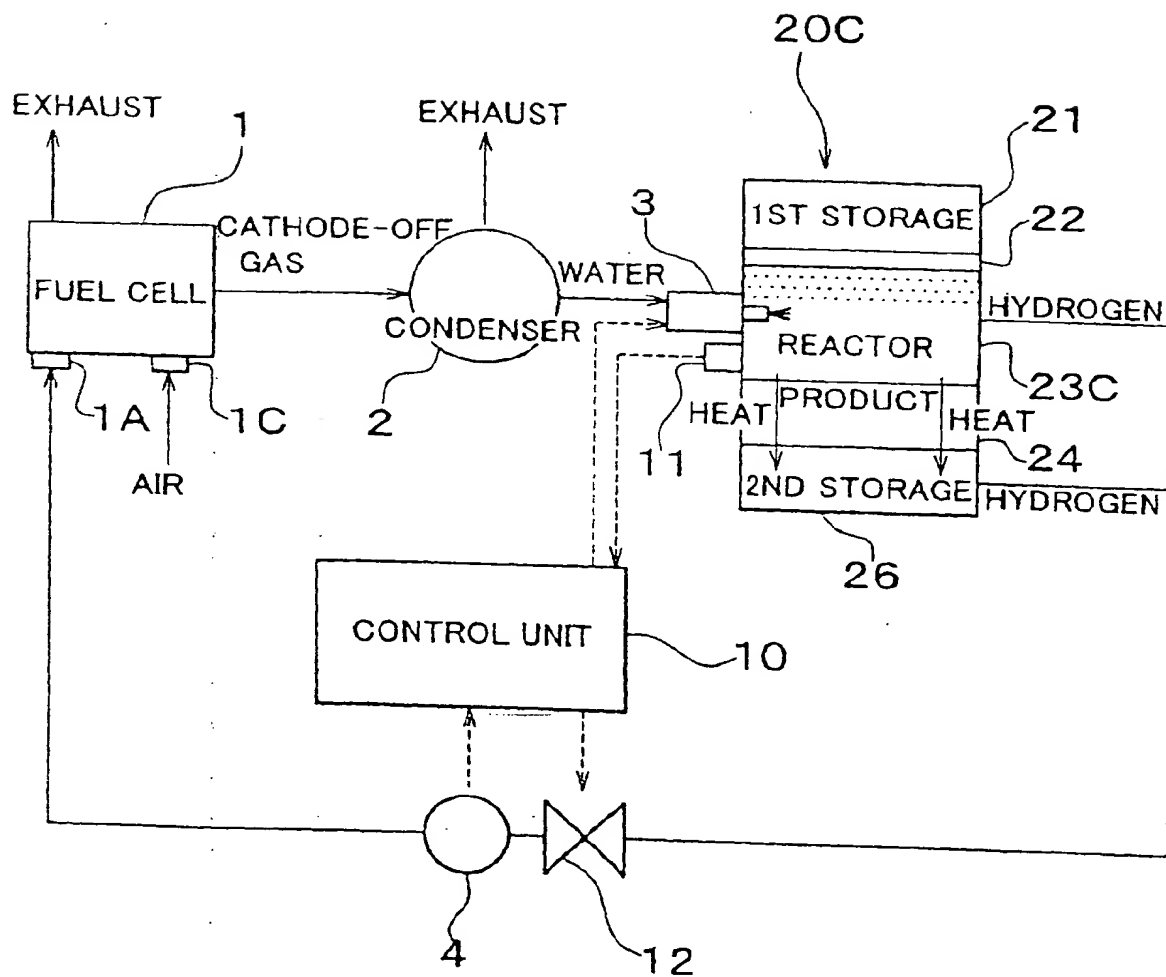 20C
EXHAUST
1
EXHAUST
21
3
1ST STORAGE
22
CATHODE-OFF
GAS
WATER
FUEL CELL
HYDROGEN
CONDENSER
REACTOR
23C
1A
1C
2
11
HEAT
PRODUCT
HEAT
24
AIR
2ND STORAGE
HYDROGEN
26
CONTROL UNIT
10
4
12